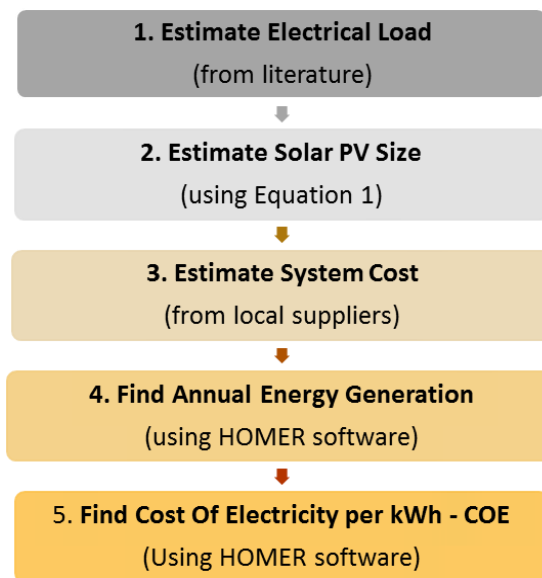 1. Estimate Electrical Load
(from literature)
2. Estimate Solar PV Size
(using Equation 1)
3. Estimate System Cost
(from local suppliers)
4. Find Annual Energy Generation
(using HOMER software)
5. Find Cost Of Electricity per kWh - COE
(Using HOMER software)